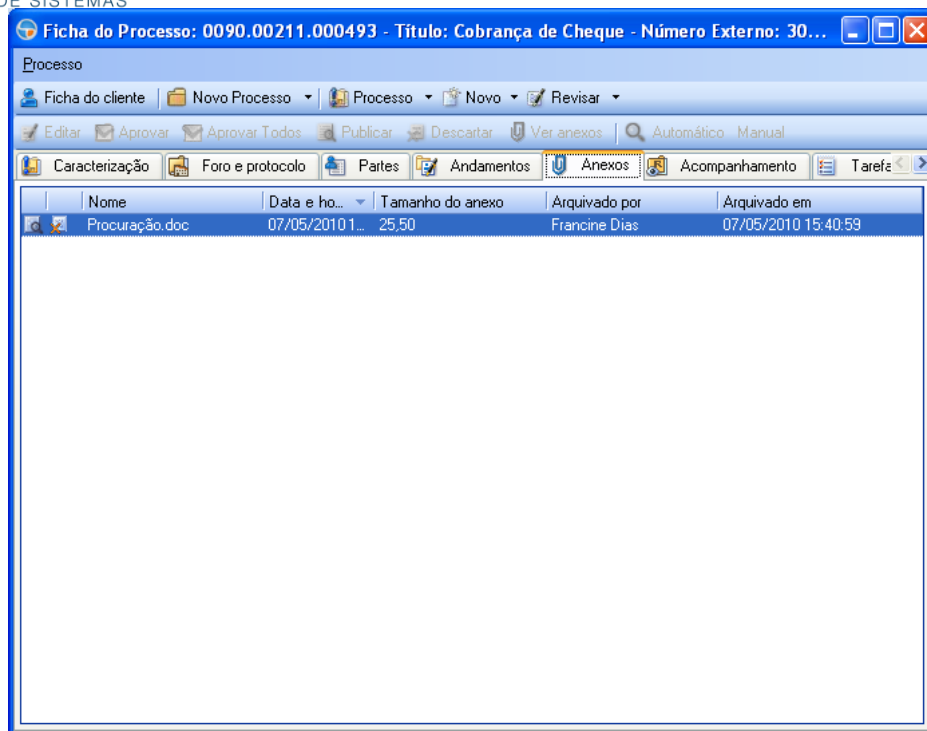 DE SISTEMAS
Ficha do Processo: 0090.00211.000493 - Título: Cobrança de Cheque - Número Externo: 30...
Processo
Ficha do cliente Novo Processo Processo Novo Revisar
Editar Aprovar Aprovar Todos Publicar Descartar Ver anexos Automático Manual
Caracterização Foro e protocolo Partes Andamentos Anexos Acompanhamento Tarefa
Nome Data e ho... Tamanho do anexo Arquivado por Arquivado em
Procuração.doc 07/05/2010 1... 25,50 Francine Dias 07/05/2010 15:40:59